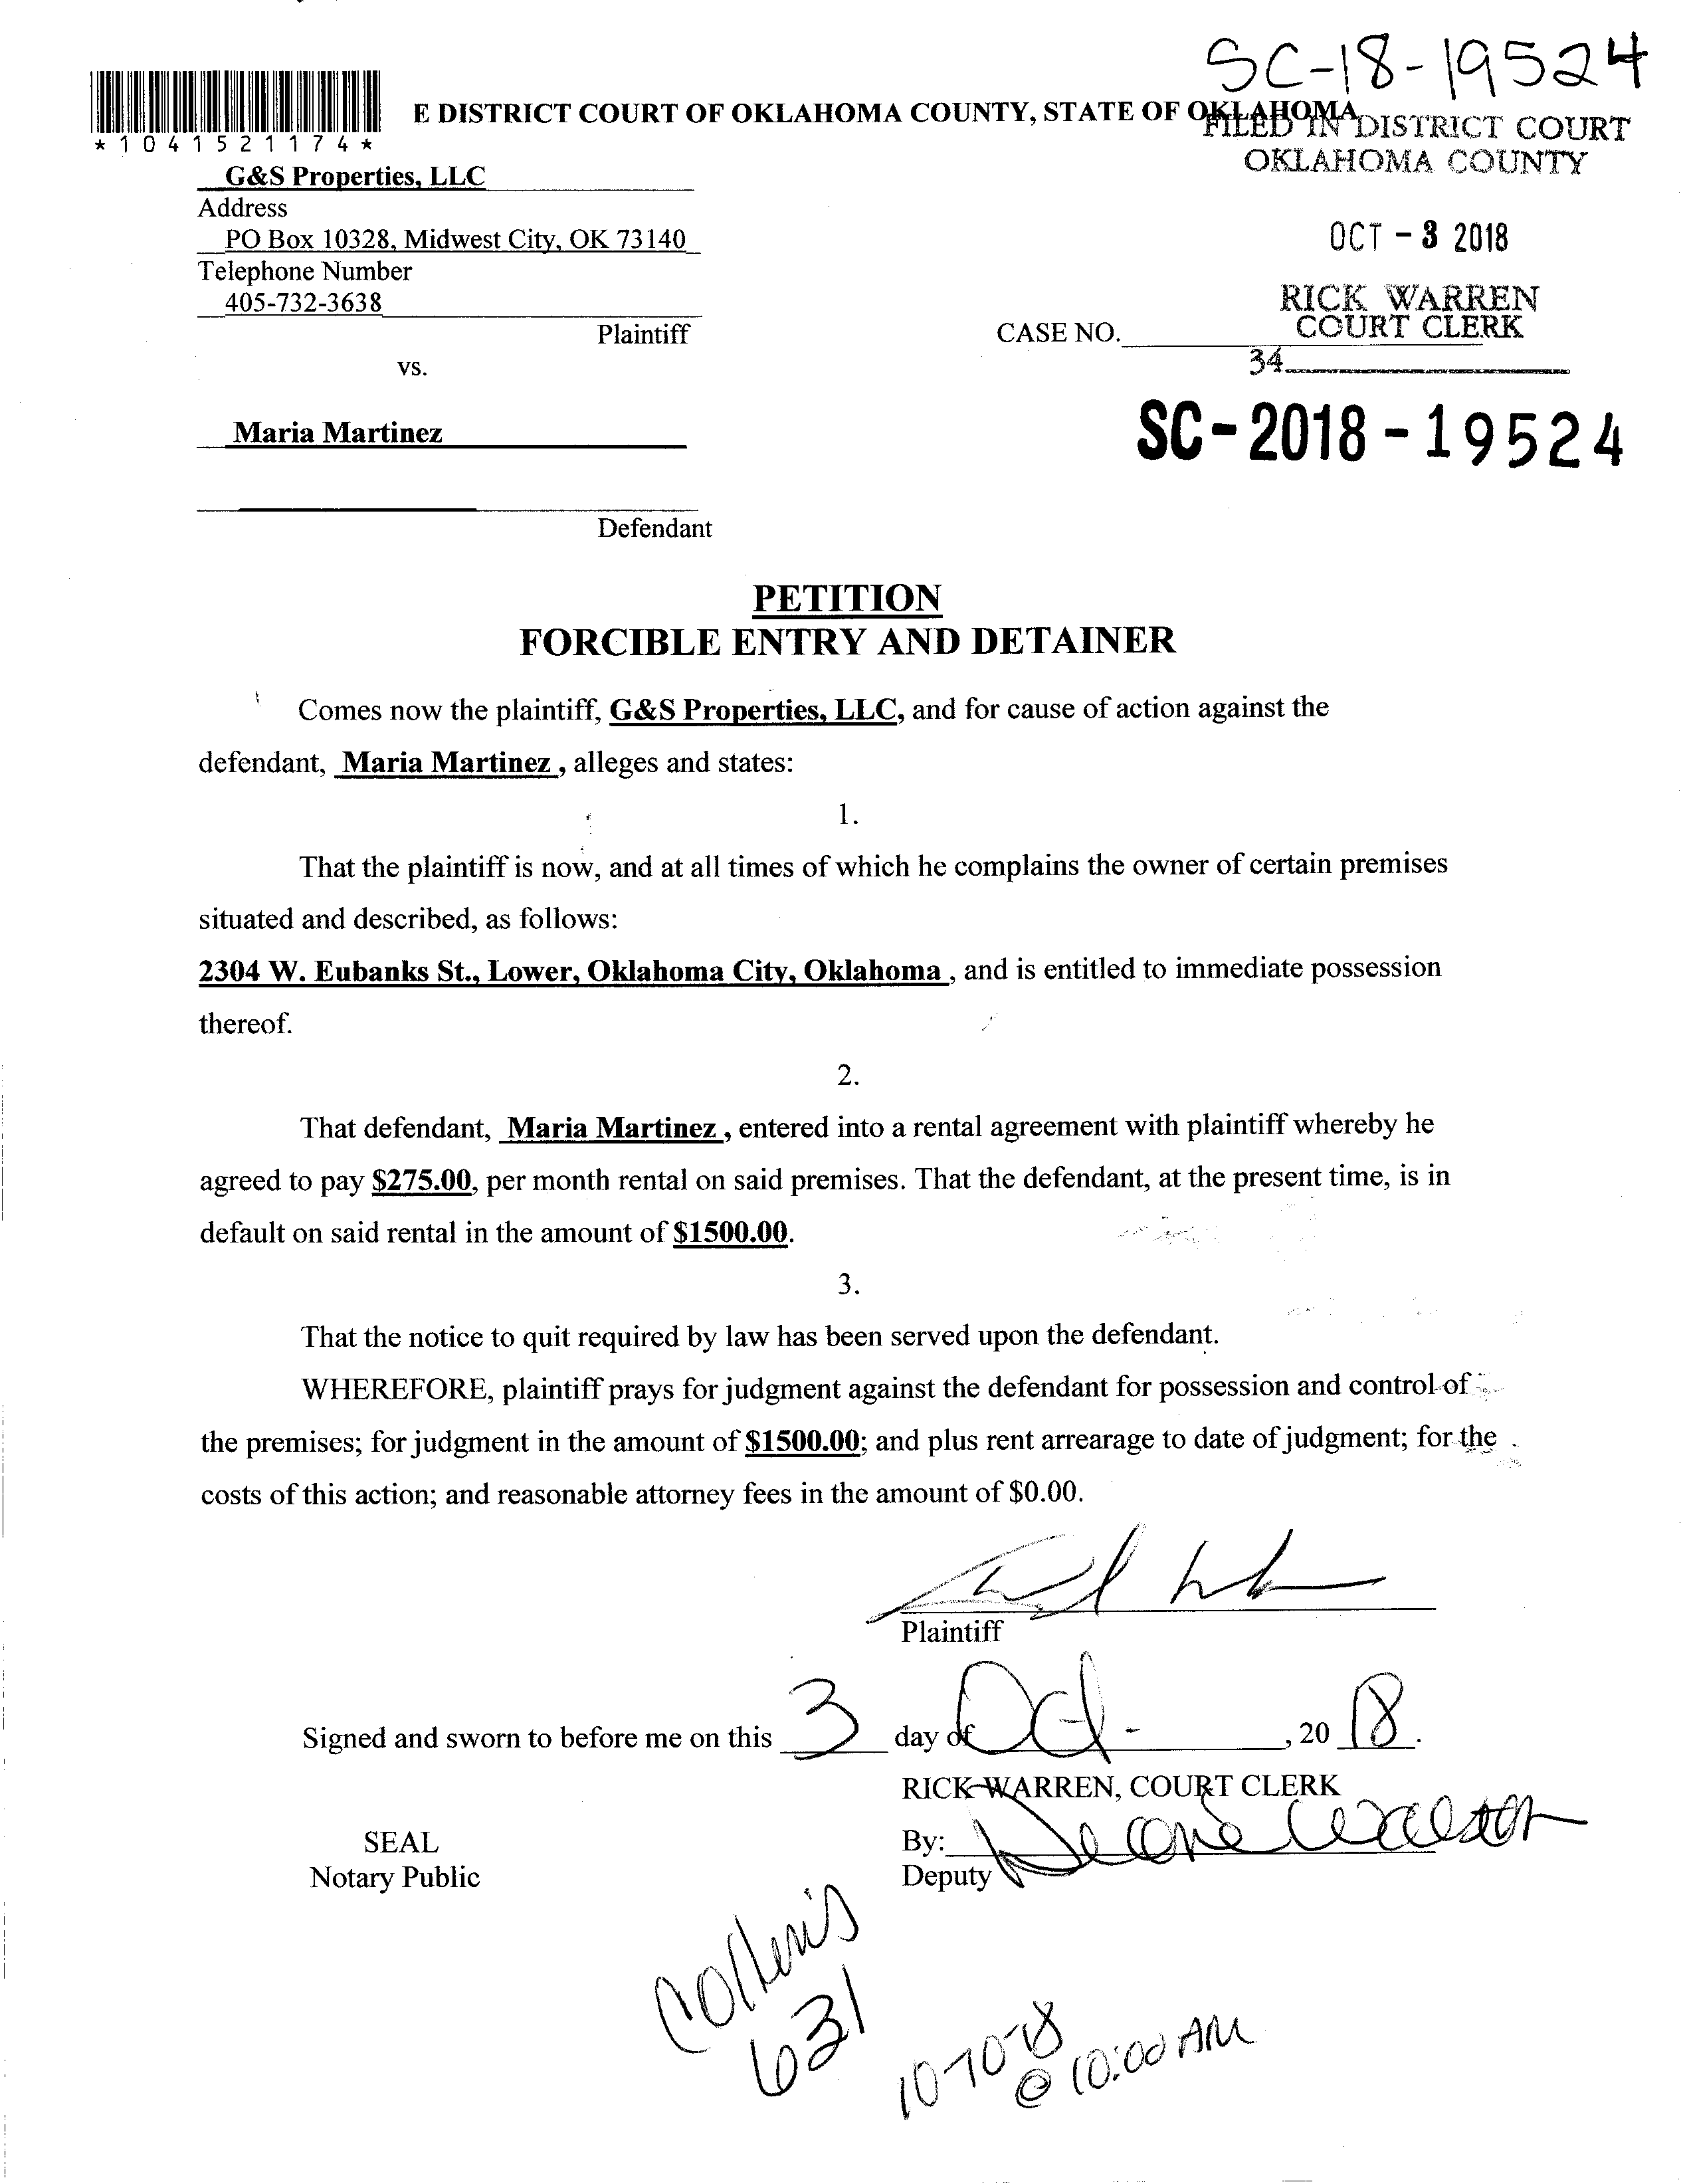 SC-18-19524
E DISTRICT COURT OF OKLAHOMA COUNTY, STATE OF OKLAHOMA
*1041521174*
FILED IN DISTRICT COURT
OKLAHOMA COUNTY
G&S Properties, LLC
Address
PO Box 10328, Midwest City, OK 73140
OCT - 3 2018
Telephone Number
405-732-3638
RICK WARREN
COURT CLERK
Plaintiff
CASE NO.
34
vs.
Maria Martinez
SC-2018-19524
Defendant
PETITION
FORCIBLE ENTRY AND DETAINER
Comes now the plaintiff, G&S Properties, LLC, and for cause of action against the
defendant, Maria Martinez , alleges and states:
1.
That the plaintiff is now, and at all times of which he complains the owner of certain premises
situated and described, as follows:
2304 W. Eubanks St., Lower, Oklahoma City, Oklahoma , and is entitled to immediate possession
thereof.
2.
That defendant, Maria Martinez , entered into a rental agreement with plaintiff whereby he
agreed to pay $275.00, per month rental on said premises. That the defendant, at the present time, is in
default on said rental in the amount of $1500.00.
3.
That the notice to quit required by law has been served upon the defendant.
WHEREFORE, plaintiff prays for judgment against the defendant for possession and control of
the premises; for judgment in the amount of $1500.00; and plus rent arrearage to date of judgment; for the
costs of this action; and reasonable attorney fees in the amount of $0.00.
Plaintiff
Signed and sworn to before me on this 3 day of Oct- , 20 18.
RICK WARREN, COURT CLERK
SEAL
By:
Notary Public
Deputy
631
@ 10:00 AM